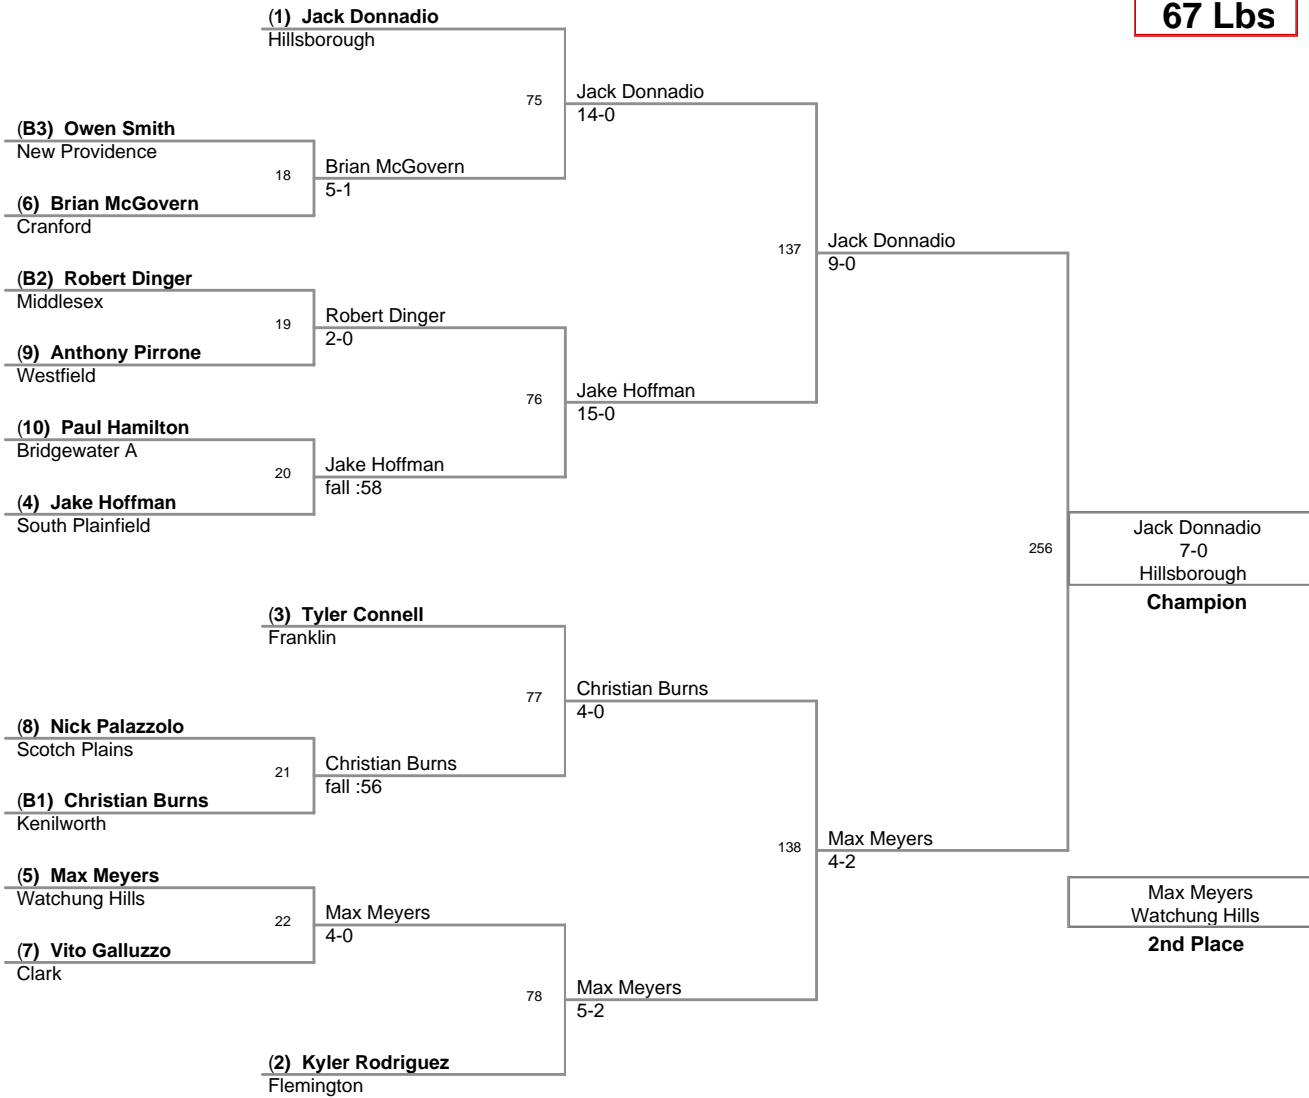 67 Lbs
(1) Jack Donnadio
Hillsborough
75
Jack Donnadio
14-0
(B3) Owen Smith
New Providence
18
Brian McGovern
5-1
(6) Brian McGovern
Cranford
137
Jack Donnadio
9-0
(B2) Robert Dinger
Middlesex
19
Robert Dinger
2-0
(9) Anthony Pirrone
Westfield
76
Jake Hoffman
15-0
(10) Paul Hamilton
Bridgewater A
20
Jake Hoffman
fall :58
(4) Jake Hoffman
South Plainfield
256
Jack Donnadio
7-0
Hillsborough
Champion
(3) Tyler Connell
Franklin
77
Christian Burns
4-0
(8) Nick Palazzolo
Scotch Plains
21
Christian Burns
fall :56
(B1) Christian Burns
Kenilworth
138
Max Meyers
4-2
(5) Max Meyers
Watchung Hills
22
Max Meyers
4-0
(7) Vito Galluzzo
Clark
Max Meyers
Watchung Hills
2nd Place
78
Max Meyers
5-2
(2) Kyler Rodriguez
Flemington